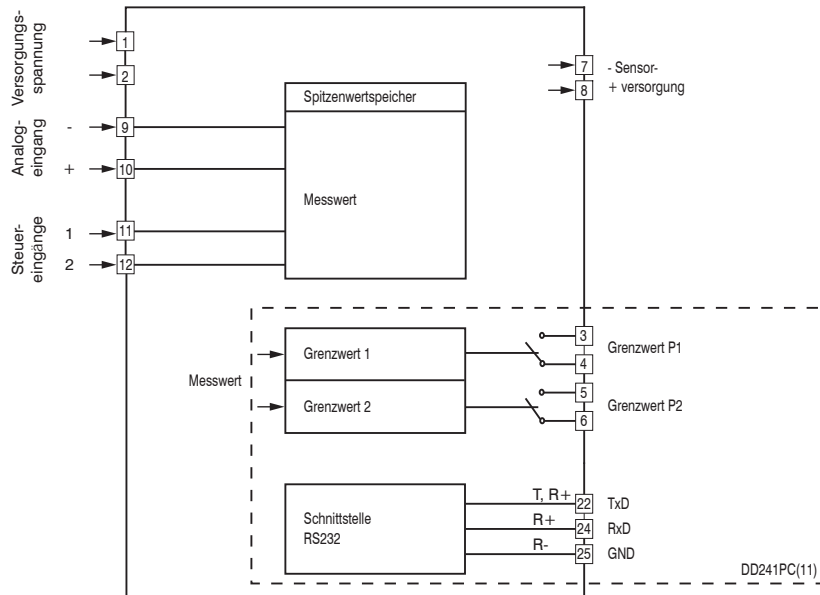 Versorgungs-
spannung
1
2
Analog-
eingang
-
9
+
10
Steuer-
eingänge
1
11
2
12
Spitzenwertspeicher
Messwert
7
- Sensor-
8
+ versorgung
Messwert
Grenzwert 1
Grenzwert 2
3
4
Grenzwert P1
5
6
Grenzwert P2
Schnittstelle
RS232
T, R+
22
TxD
R+
24
RxD
R-
25
GND
DD241PC(11)